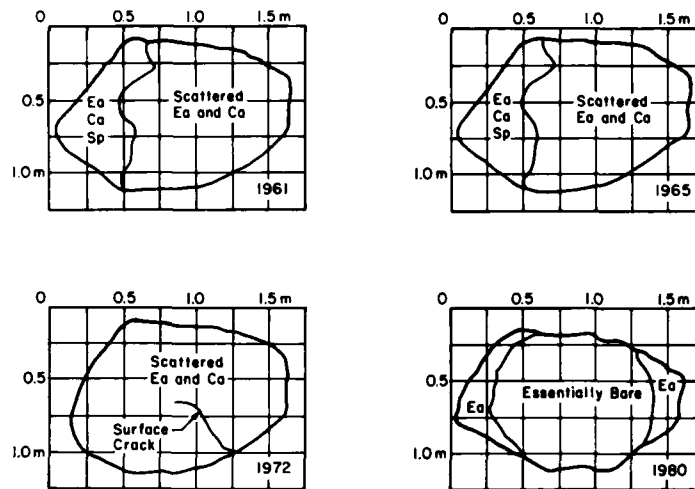 0 0.5 1.0 1.5 m
Ea
Ca
Sp
Scattered
Ea and Ca
0.5
1.0 m
1961
0 0.5 1.0 1.5 m
Ea
Ca
Sp
Scattered
Ea and Ca
0.5
1.0 m
1965
0 0.5 1.0 1.5 m
Scattered
Ea and Ca
0.5
Surface
Crack
1.0 m
1972
0 0.5 1.0 1.5 m
0.5
Essentially Bare
Ea
Ea
1.0 m
1980